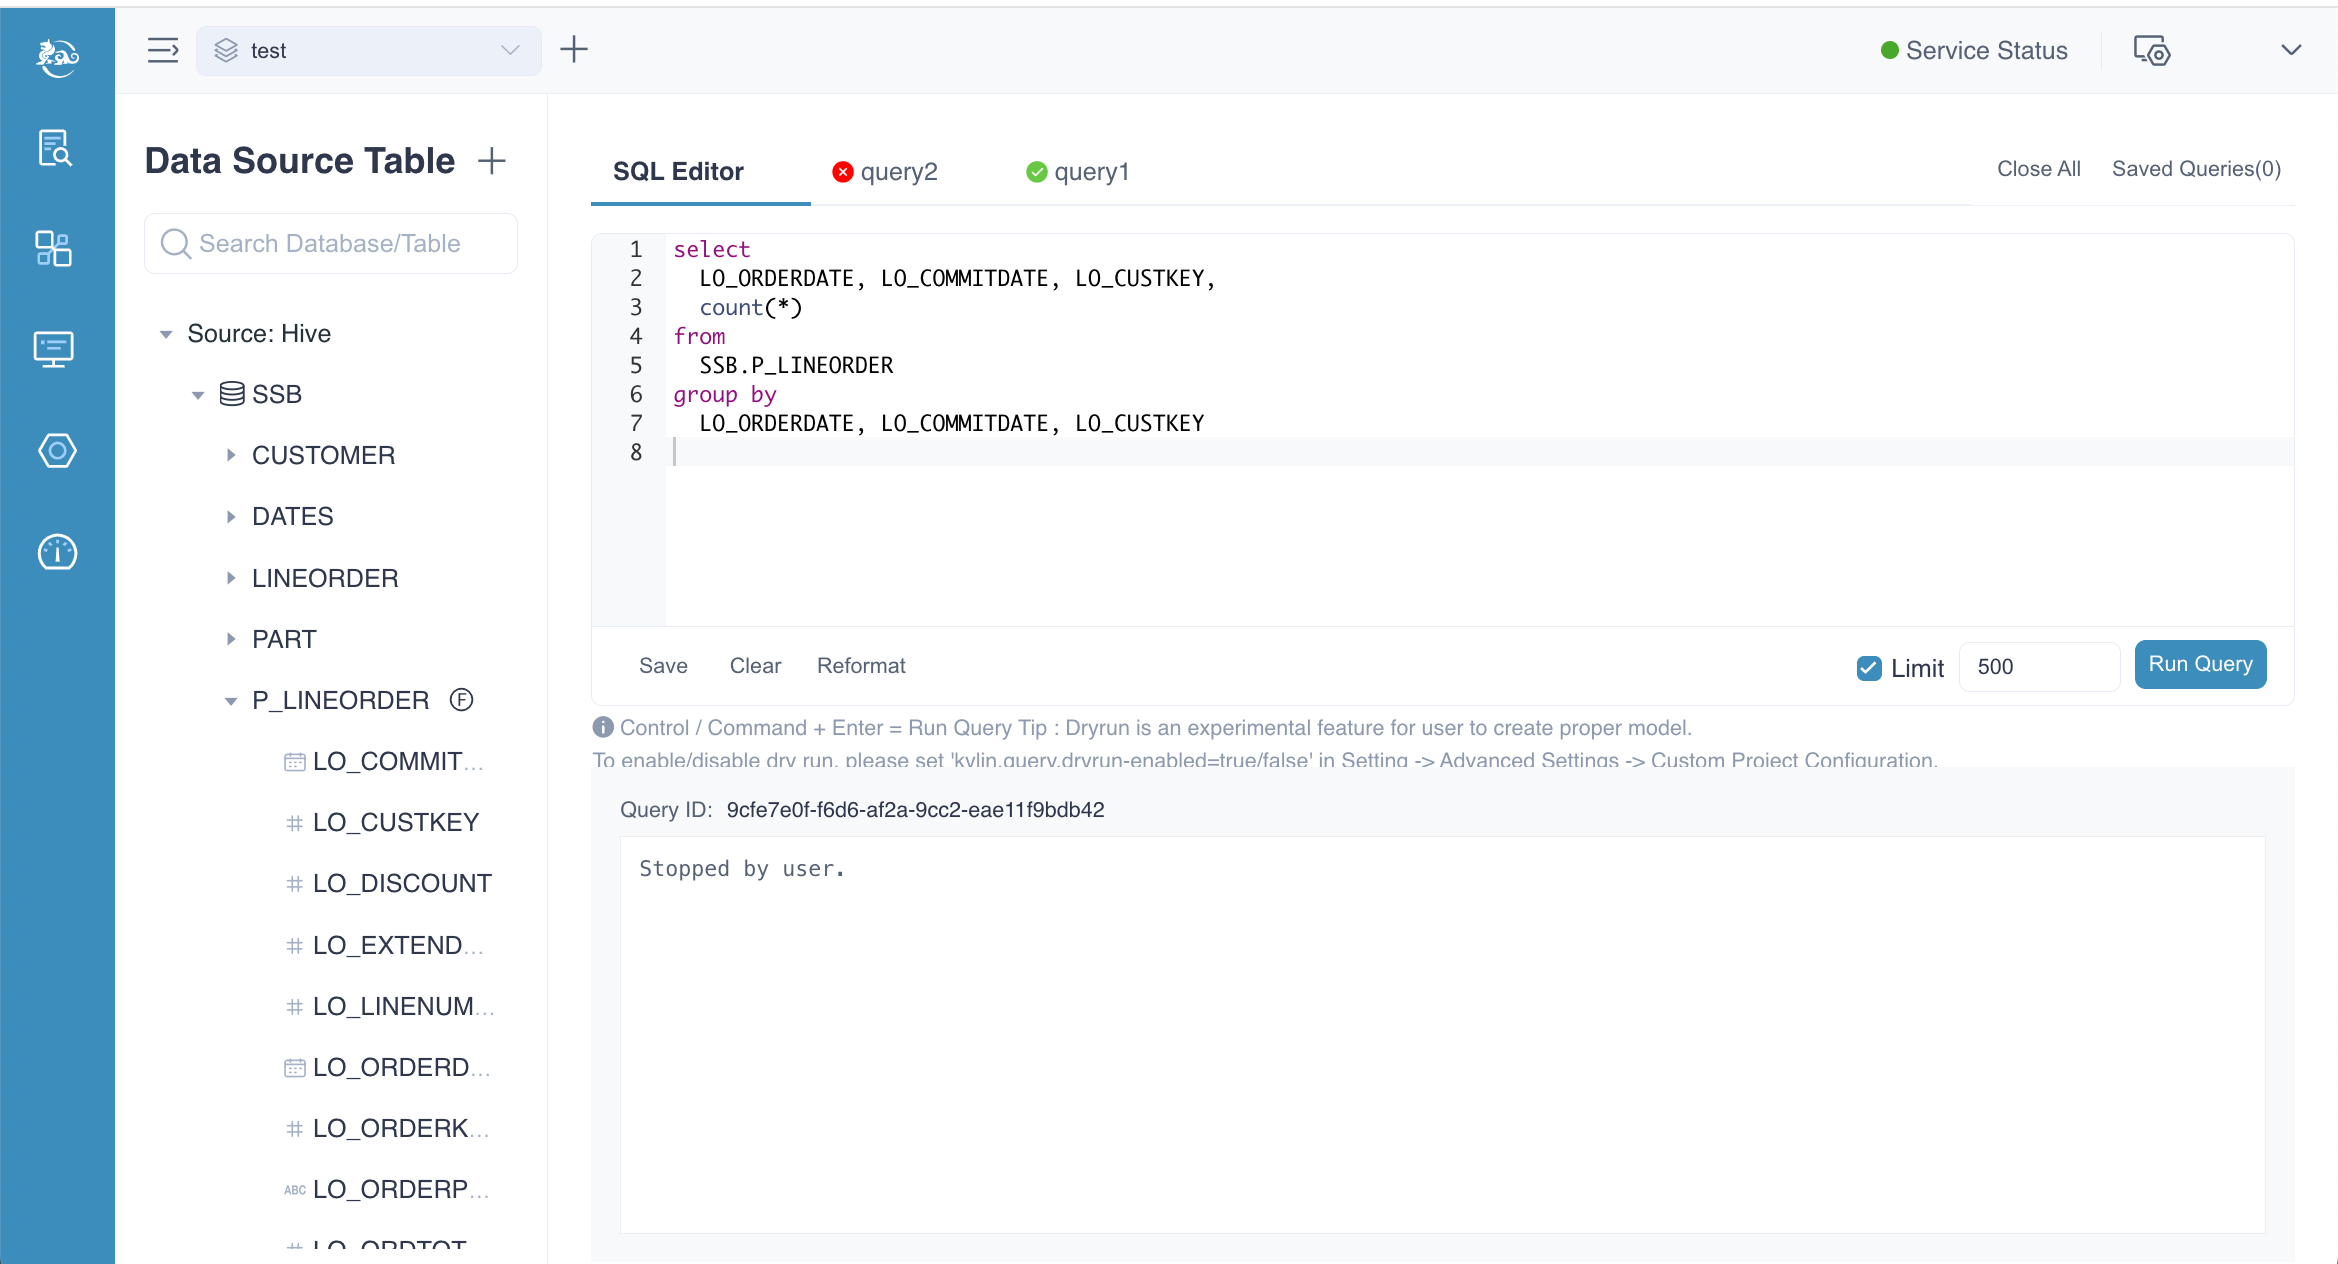 test
Service Status
Data Source Table
Search Database/Table
Source: Hive
SSB
CUSTOMER
DATES
LINEORDER
PART
P_LINEORDER F
LO_COMMIT...
LO_CUSTKEY
LO_DISCOUNT
LO_EXTEND...
LO_LINENUM...
LO_ORDERD...
LO_ORDERK...
ABC LO_ORDERP...
LO_ORDTOT
SQL Editor
query2
query1
Close All
Saved Queries(0)
1 select
2 LO_ORDERDATE, LO_COMMITDATE, LO_CUSTKEY,
3 count(*)
4 from
5 SSB.P_LINEORDER
6 group by
7 LO_ORDERDATE, LO_COMMITDATE, LO_CUSTKEY
8
Save Clear Reformat
Limit 500 Run Query
Control / Command + Enter = Run Query Tip : Dryrun is an experimental feature for user to create proper model.
To enable/disable dry run, please set 'kylin.query.dryrun-enabled=true/false' in Setting -> Advanced Settings -> Custom Project Configuration.
Query ID: 9cfe7e0f-f6d6-af2a-9cc2-eae11f9bdb42
Stopped by user.